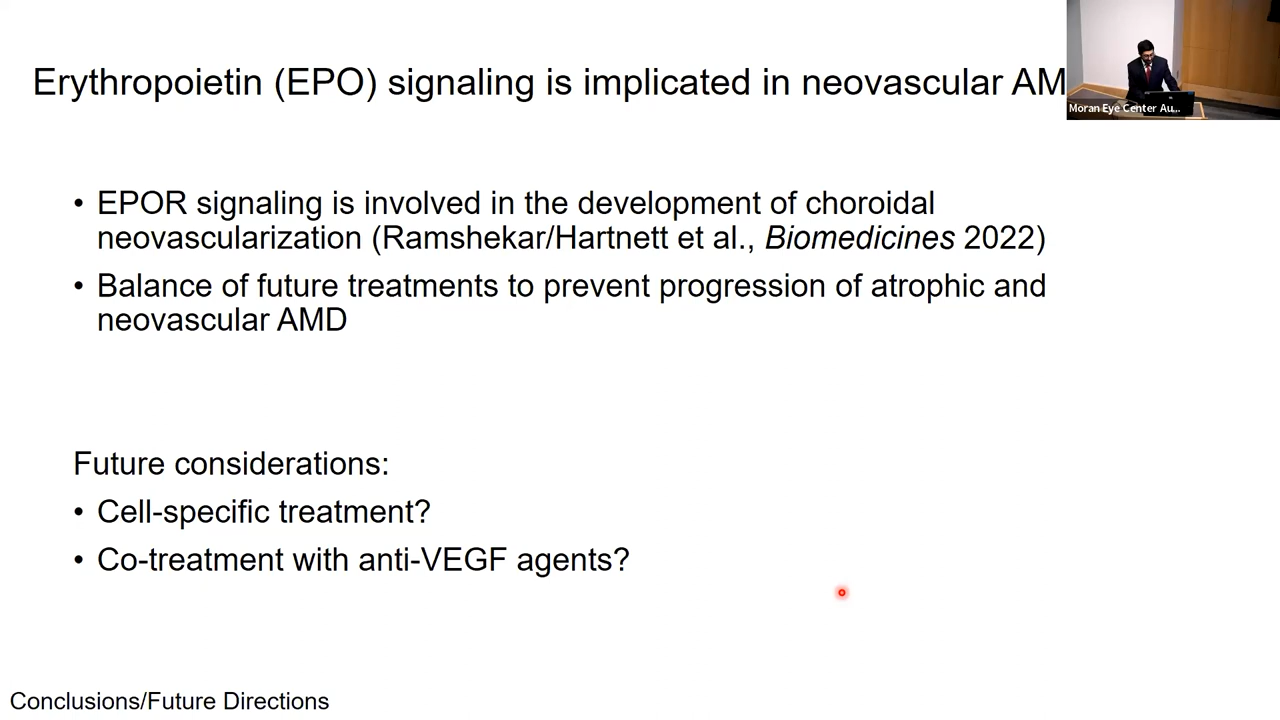 Erythropoietin (EPO) signaling is implicated in neovascular AM
Moran Eye Center Au...
• EPOR signaling is involved in the development of choroidal
neovascularization (Ramshekar/Hartnett et al., Biomedicines 2022)
• Balance of future treatments to prevent progression of atrophic and
neovascular AMD
Future considerations:
• Cell-specific treatment?
• Co-treatment with anti-VEGF agents?
Conclusions/Future Directions